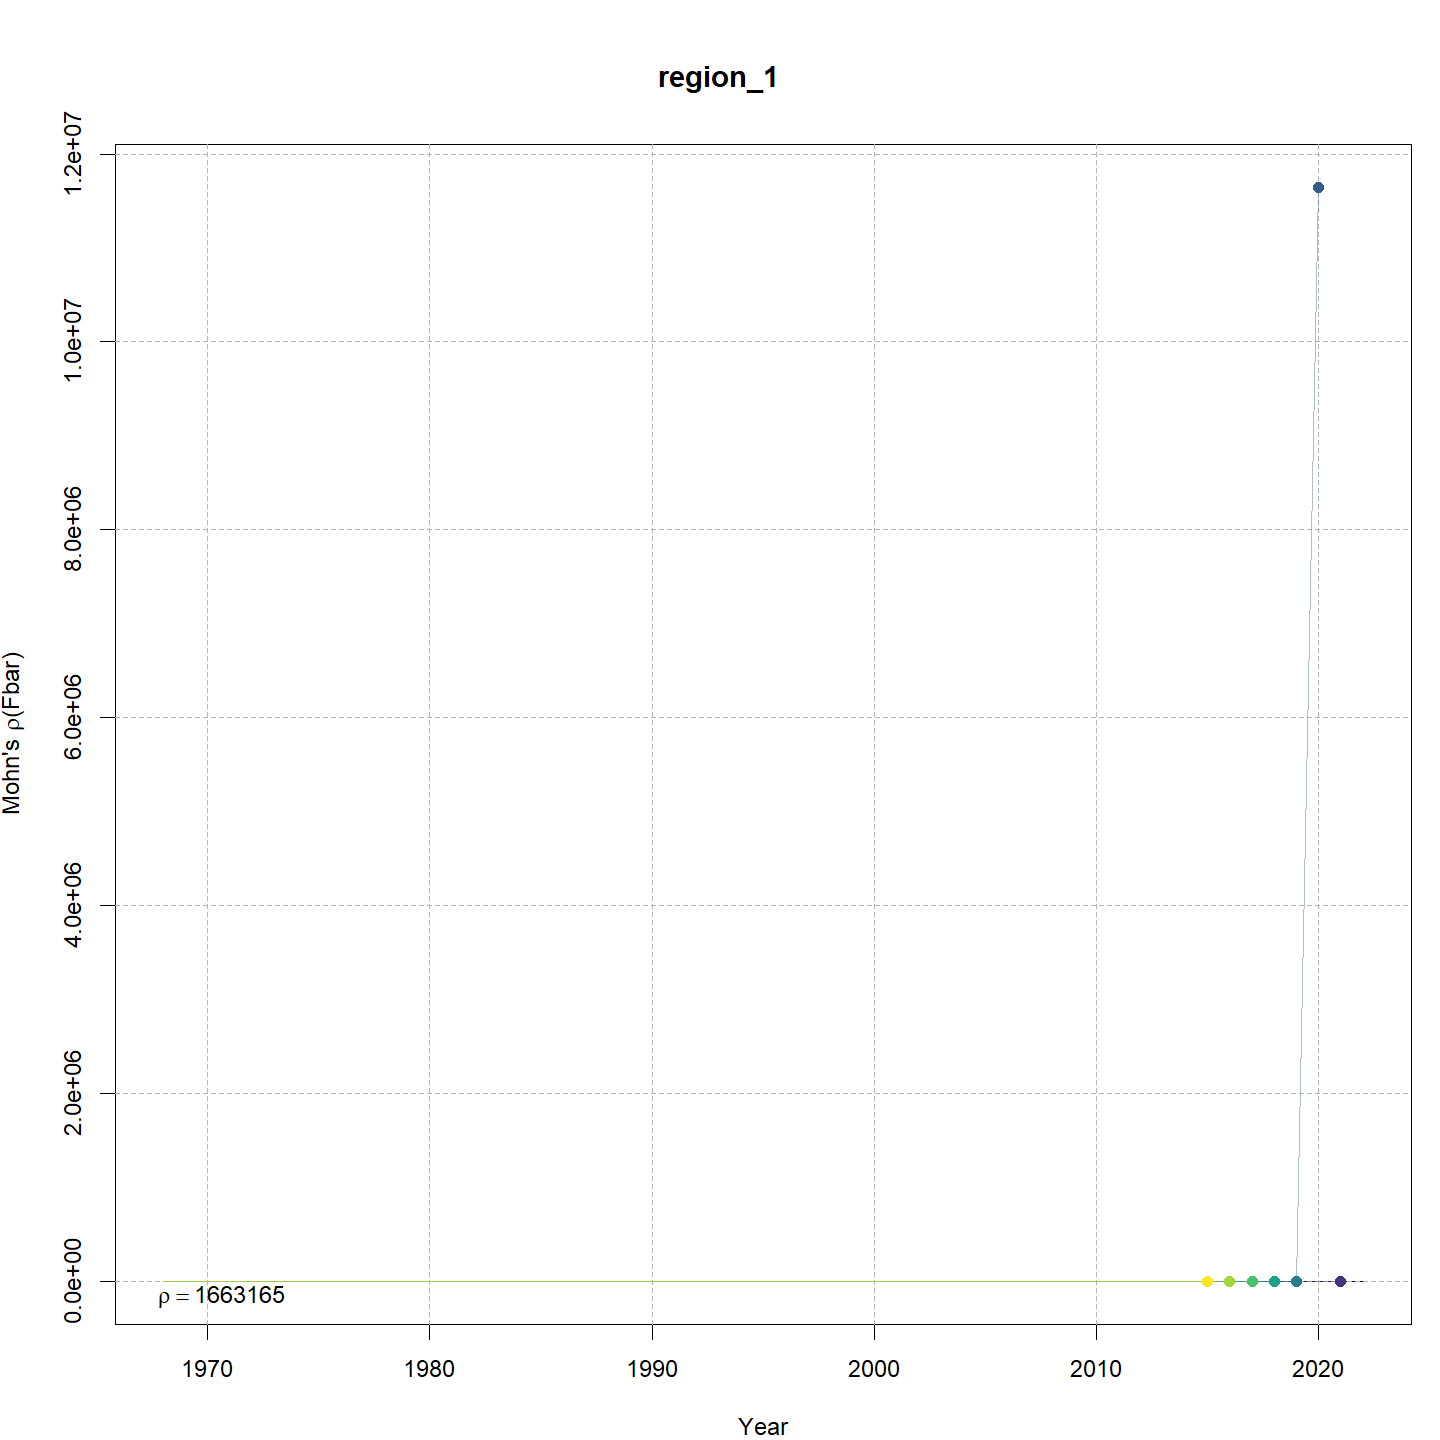 region_1
Mohn's ρ(Fbar)
1.2e+07
1.0e+07
8.0e+06
6.0e+06
4.0e+06
2.0e+06
0.0e+00
ρ = 1663165
1970 1980 1990 2000 2010 2020
Year